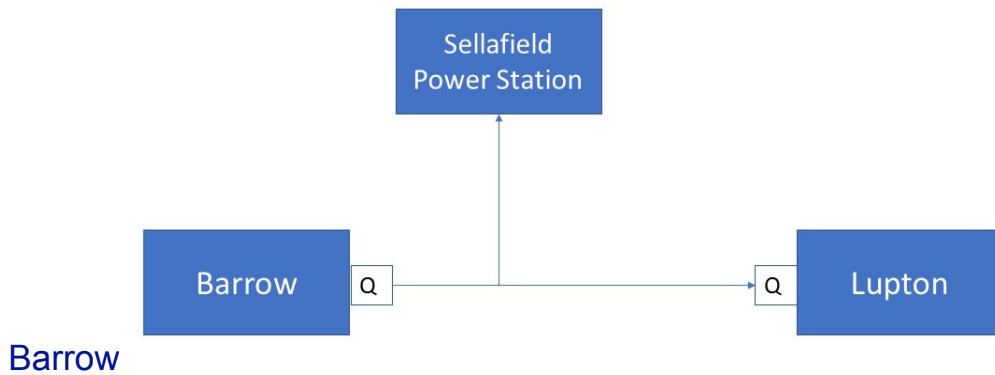 Sellafield
Power Station
Barrow
Q
Q
Lupton
Barrow